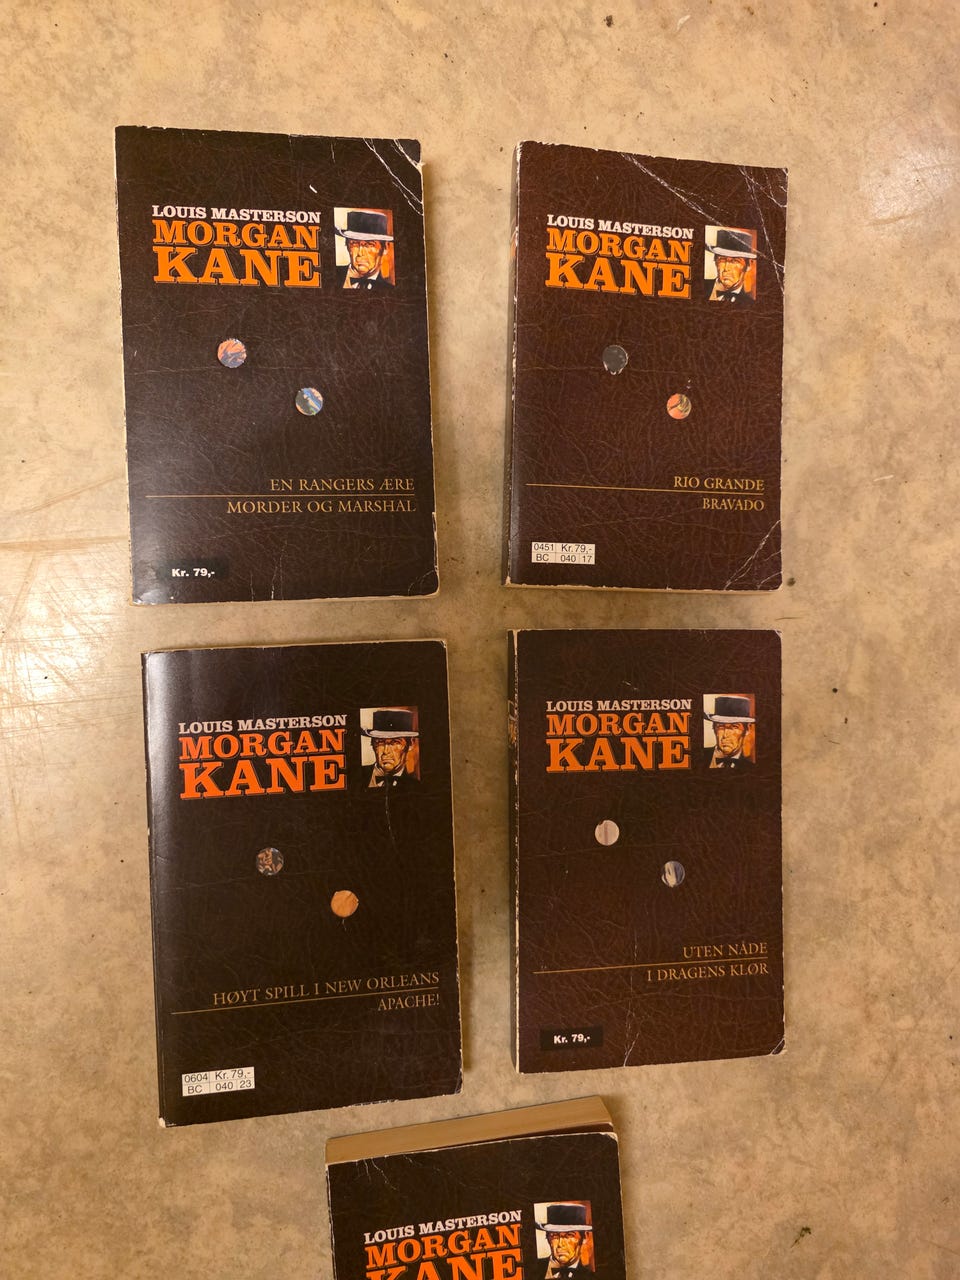 LOUIS MASTERSON
MORGAN
KANE
EN RANGERS ÆRE
MORDER OG MARSHAL
Kr. 79,-
LOUIS MASTERSON
MORGAN
KANE
RIO GRANDE
BRAVADO
0451 Kr. 79,-
BC 040 17
LOUIS MASTERSON
MORGAN
KANE
HØYT SPILL I NEW ORLEANS
APACHE!
0604 Kr. 79,-
BC 040 23
LOUIS MASTERSON
MORGAN
KANE
UTEN NÅDE
I DRAGENS KLØR
Kr. 79,-
LOUIS MASTERSON
MORGAN
KANE